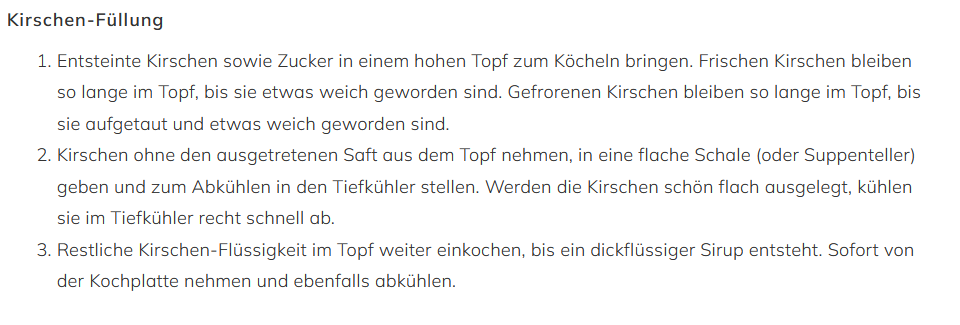 Kirschen-Füllung
1. Entsteinte Kirschen sowie Zucker in einem hohen Topf zum Köcheln bringen. Frischen Kirschen bleiben
so lange im Topf, bis sie etwas weich geworden sind. Gefrorenen Kirschen bleiben so lange im Topf, bis
sie aufgetaut und etwas weich geworden sind.
2. Kirschen ohne den ausgetretenen Saft aus dem Topf nehmen, in eine flache Schale (oder Suppenteller)
geben und zum Abkühlen in den Tiefkühler stellen. Werden die Kirschen schön flach ausgelegt, kühlen
sie im Tiefkühler recht schnell ab.
3. Restliche Kirschen-Flüssigkeit im Topf weiter einkochen, bis ein dickflüssiger Sirup entsteht. Sofort von
der Kochplatte nehmen und ebenfalls abkühlen.